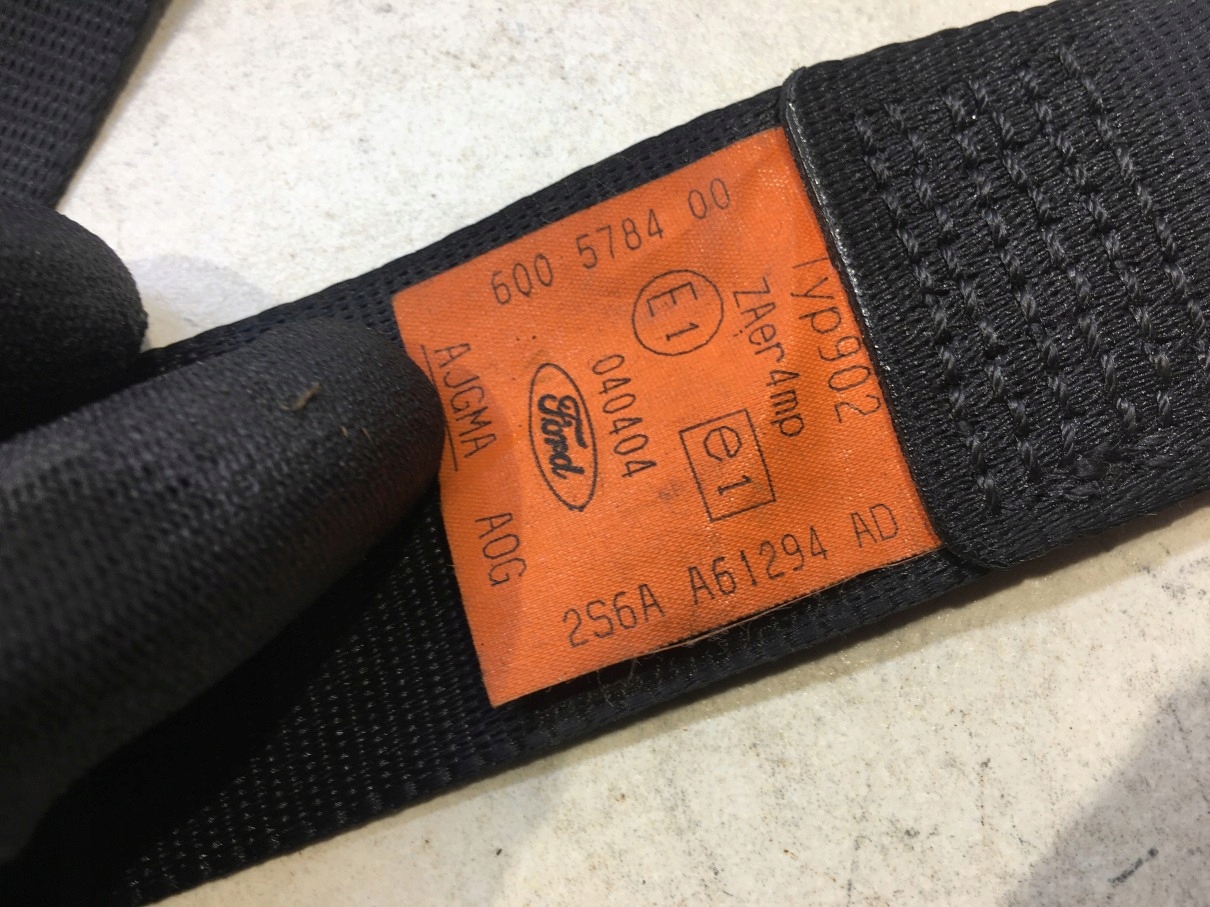 600 5784 00
Typ902
ZAer4mp
E1
e1
040404
Ford
AJGMA
AOG
2S6A A61294 AD